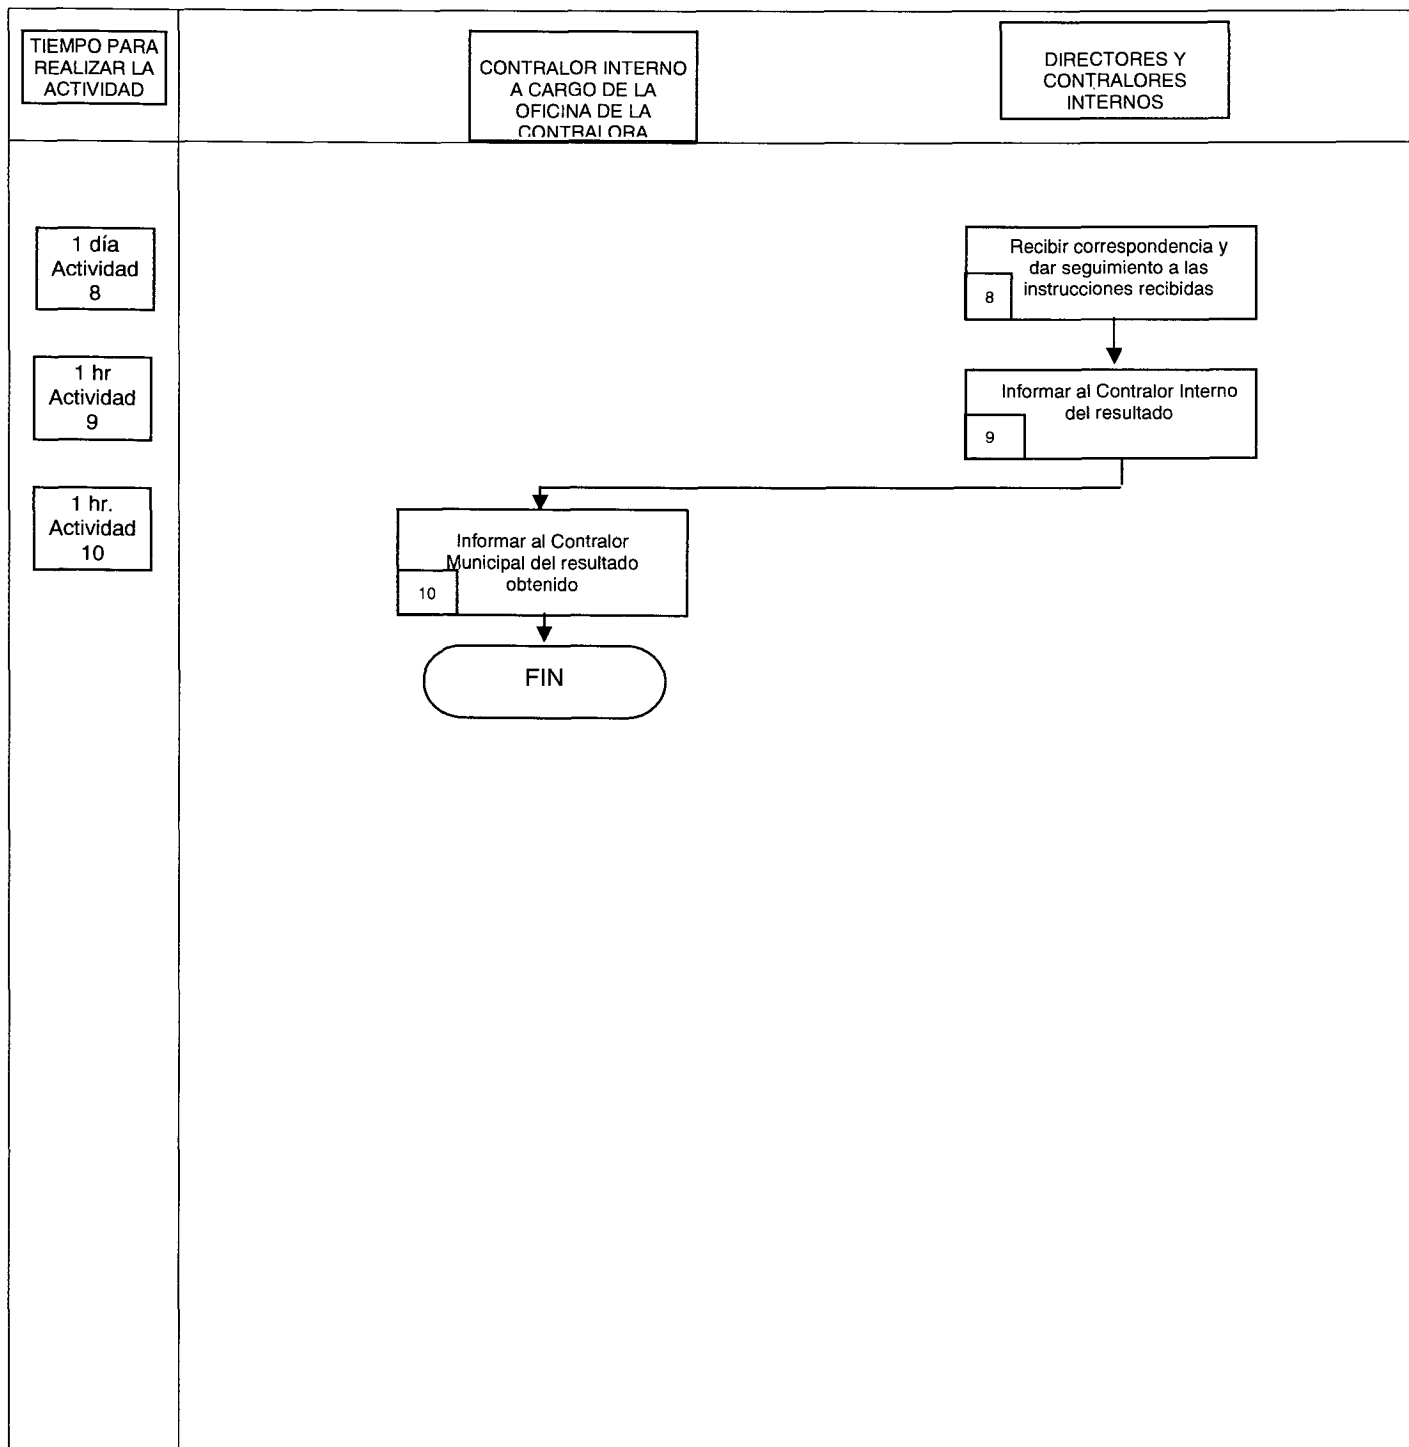 TIEMPO PARA
REALIZAR LA
ACTIVIDAD
CONTRALOR INTERNO
A CARGO DE LA
OFICINA DE LA
CONTRALORA
DIRECTORES Y
CONTRALORES
INTERNOS
1 día
Actividad
8
Recibir correspondencia y
dar seguimiento a las
instrucciones recibidas
8
1 hr
Actividad
9
Informar al Contralor Interno
del resultado
9
1 hr.
Actividad
10
Informar al Contralor
Municipal del resultado
obtenido
10
FIN